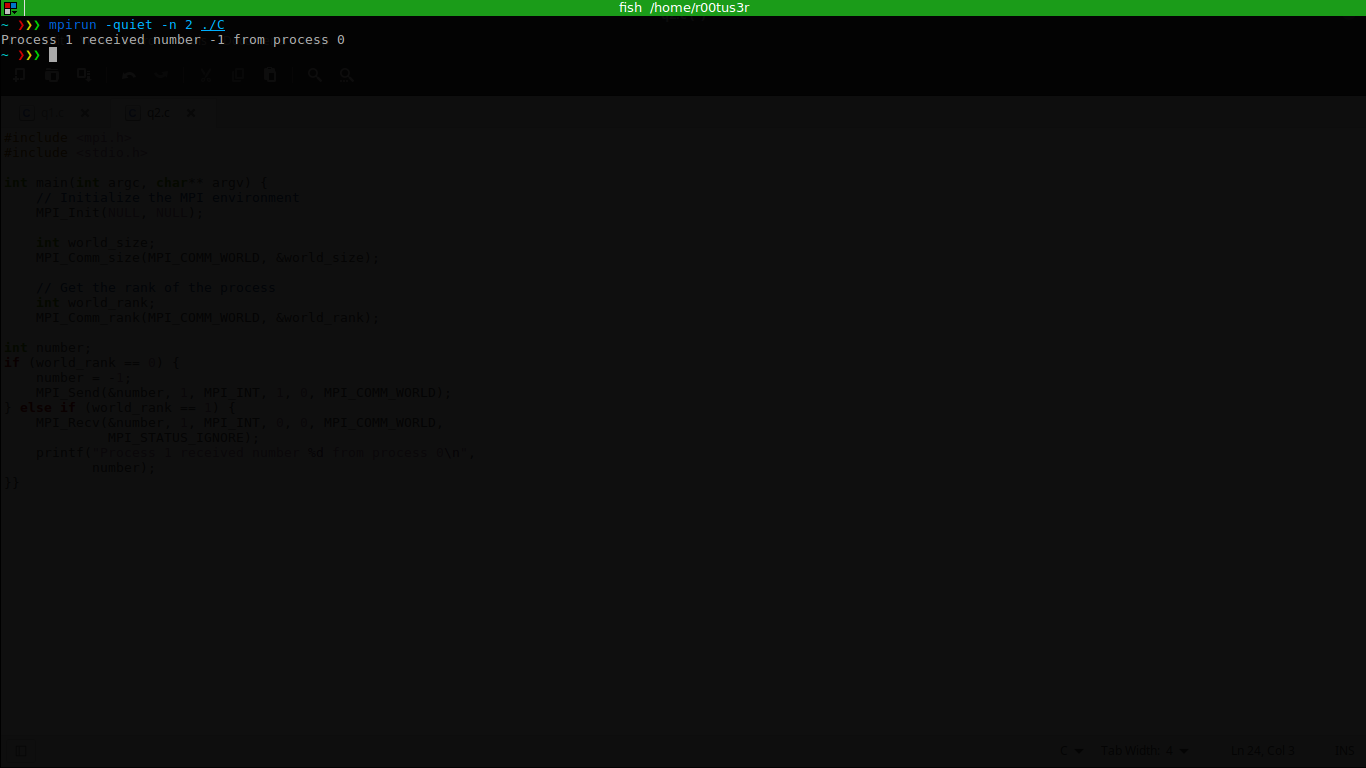 fish /home/r00tus3r
~ ❯❯❯ mpirun -quiet -n 2 ./C
Process 1 received number -1 from process 0
~ ❯❯❯
q2x
#include <mpi.h>
#include <stdio.h>
int main(int argc, char** argv) {
// Initialize the MPI environment
MPI_Init(NULL, NULL);
int world_size;
MPI_Comm_size(MPI_COMM_WORLD, &world_size);
// Get the rank of the process
int world_rank;
MPI_Comm_rank(MPI_COMM_WORLD, &world_rank);
int number;
if (world_rank == 0) {
number = -1;
MPI_Send(&number, 1, MPI_INT, 1, 0, MPI_COMM_WORLD);
} else if (world_rank == 1) {
MPI_Recv(&number, 1, MPI_INT, 0, 0, MPI_COMM_WORLD,
MPI_STATUS_IGNORE);
printf("Process 1 received number %d from process 0\n",
number);
}}
C Tab Width: 4 Ln 24, Col 3 INS